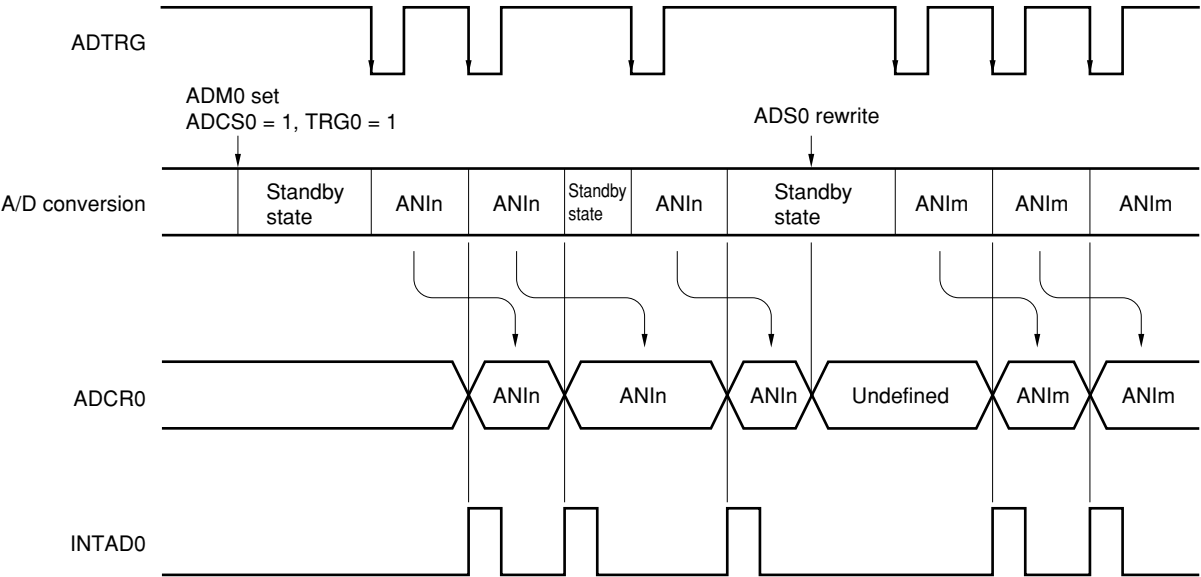 ADTRG
ADM0 set
ADCS0 = 1, TRG0 = 1
ADS0 rewrite
A/D conversion
Standby
state
ANIn
ANIn
Standby
state
ANIn
Standby
state
ANIm
ANIm
ANIm
ADCR0
ANIn
ANIn
ANIn
Undefined
ANIm
ANIm
INTAD0